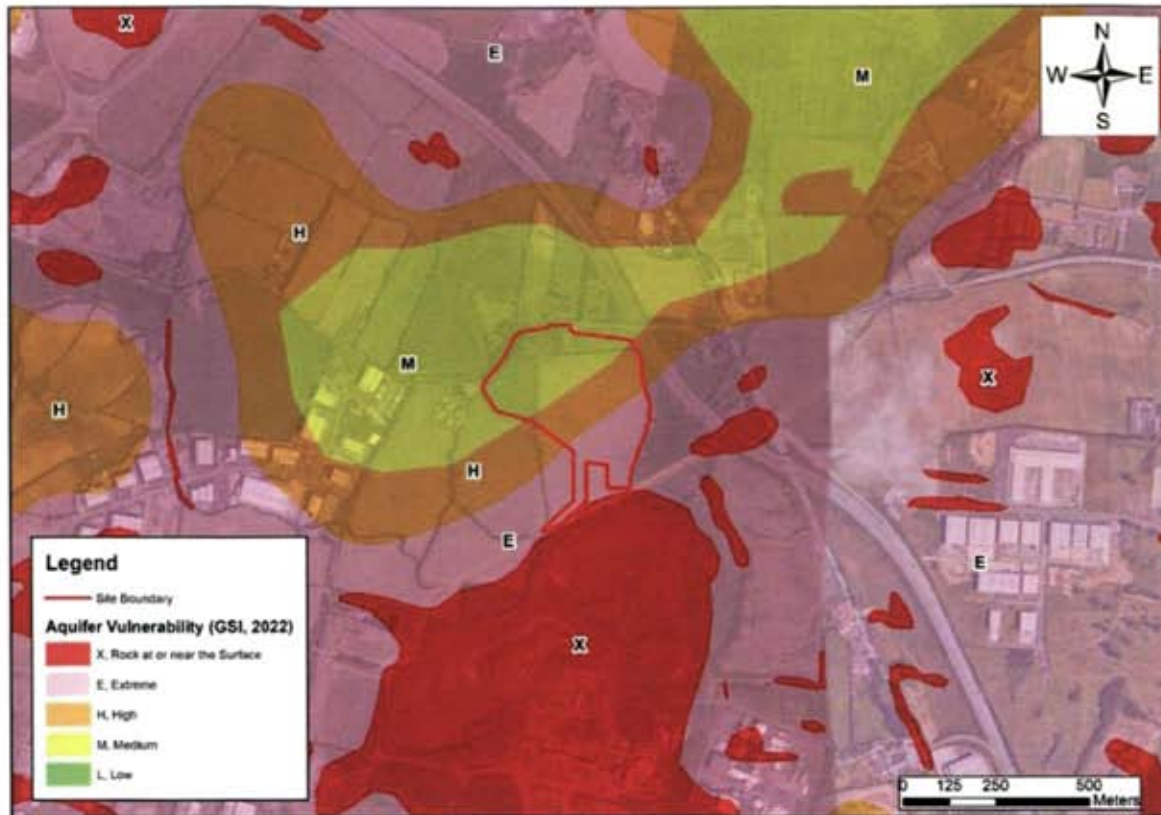 X
E
M
N
W E
S
H
X
H
M
H
E
E
X
Legend
Site Boundary
Aquifer Vulnerability (GSI, 2022)
X, Rock at or near the Surface
E, Extreme
H, High
M, Medium
L, Low
0 125 250 500
Meters